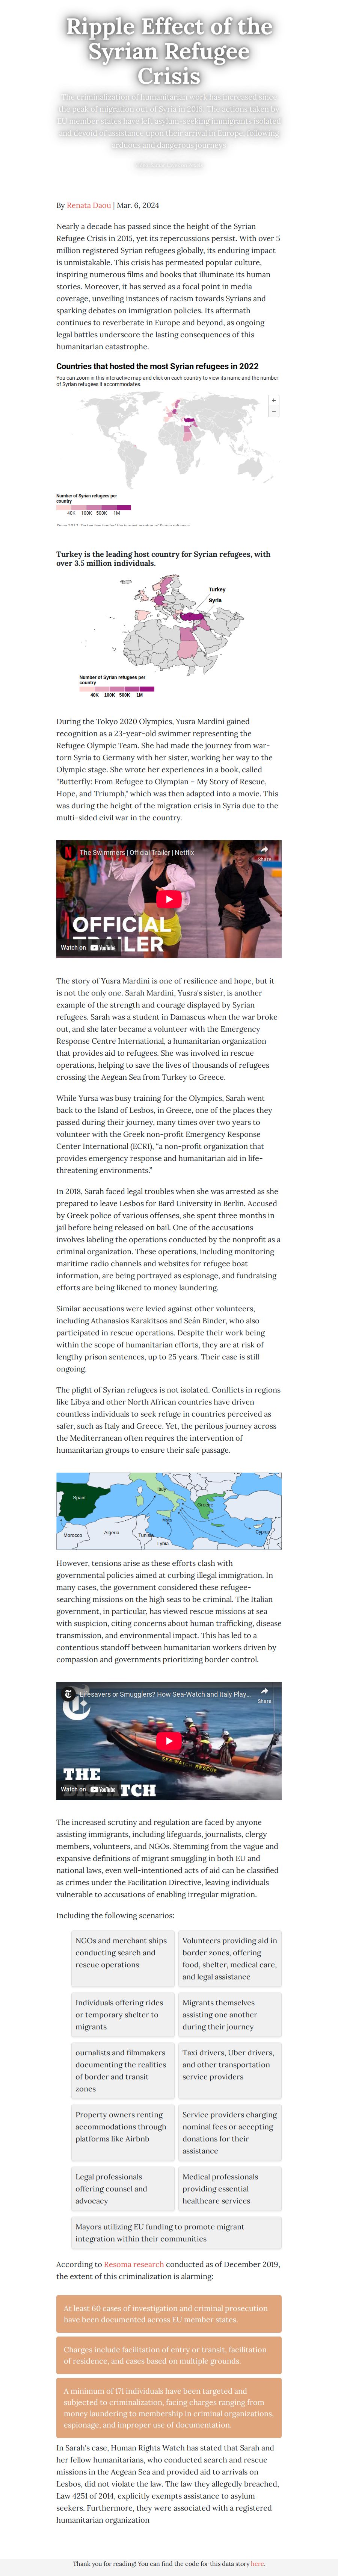 Ripple Effect of the
Syrian Refugee
Crisis
The criminalization of humanitarian work has increased since
the peak of migration out of Syria in 2016. The actions taken by
EU member states have left asylum-seeking immigrants isolated
and devoid of assistance upon their arrival in Europe, following
arduous and dangerous journeys.
By Renata Daou | Mar. 6, 2024
Nearly a decade has passed since the height of the Syrian
Refugee Crisis in 2015, yet its repercussions persist. With over 5
million registered Syrian refugees globally, its enduring impact
is unmistakable. This crisis has permeated popular culture,
inspiring numerous films and books that illuminate its human
stories. Moreover, it has served as a focal point in media
coverage, unveiling instances of racism towards Syrians and
sparking debates on immigration policies. Its aftermath
continues to reverberate in Europe and beyond, as ongoing
legal battles underscore the lasting consequences of this
humanitarian catastrophe.
Countries that hosted the most Syrian refugees in 2022
You can zoom in this interactive map and click on each country to view its name and the number
of Syrian refugees it accommodates.
+
−
Number of Syrian refugees per
country
40K 100K 500K 1M
Since 2011, Turkey has hosted the largest number of Syrian refugees
Turkey is the leading host country for Syrian refugees, with
over 3.5 million individuals.
Turkey
Syria
Number of Syrian refugees per
country
40K 100K 500K 1M
During the Tokyo 2020 Olympics, Yusra Mardini gained
recognition as a 23-year-old swimmer representing the
Refugee Olympic Team. She had made the journey from war-
torn Syria to Germany with her sister, working her way to the
Olympic stage. She wrote her experiences in a book, called
"Butterfly: From Refugee to Olympian – My Story of Rescue,
Hope, and Triumph," which was then adapted into a movie. This
was during the height of the migration crisis in Syria due to the
multi-sided civil war in the country.
The Swimmers | Official Trailer | Netflix
Share
OFFICIAL
TRAILER
Watch on YouTube
The story of Yusra Mardini is one of resilience and hope, but it
is not the only one. Sarah Mardini, Yusra's sister, is another
example of the strength and courage displayed by Syrian
refugees. Sarah was a student in Damascus when the war broke
out, and she later became a volunteer with the Emergency
Response Centre International, a humanitarian organization
that provides aid to refugees. She was involved in rescue
operations, helping to save the lives of thousands of refugees
crossing the Aegean Sea from Turkey to Greece.
While Yursa was busy training for the Olympics, Sarah went
back to the Island of Lesbos, in Greece, one of the places they
passed during their journey, many times over two years to
volunteer with the Greek non-profit Emergency Response
Center International (ECRI), “a non-profit organization that
provides emergency response and humanitarian aid in life-
threatening environments.”
In 2018, Sarah faced legal troubles when she was arrested as she
prepared to leave Lesbos for Bard University in Berlin. Accused
by Greek police of various offenses, she spent three months in
jail before being released on bail. One of the accusations
involves labeling the operations conducted by the nonprofit as a
criminal organization. These operations, including monitoring
maritime radio channels and websites for refugee boat
information, are being portrayed as espionage, and fundraising
efforts are being likened to money laundering.
Similar accusations were levied against other volunteers,
including Athanasios Karakitsos and Seán Binder, who also
participated in rescue operations. Despite their work being
within the scope of humanitarian efforts, they are at risk of
lengthy prison sentences, up to 25 years. Their case is still
ongoing.
The plight of Syrian refugees is not isolated. Conflicts in regions
like Libya and other North African countries have driven
countless individuals to seek refuge in countries perceived as
safer, such as Italy and Greece. Yet, the perilous journey across
the Mediterranean often requires the intervention of
humanitarian groups to ensure their safe passage.
Spain
Italy
Greece
Malta
Cyprus
Morocco
Algeria
Tunisia
Lybia
However, tensions arise as these efforts clash with
governmental policies aimed at curbing illegal immigration. In
many cases, the government considered these refugee-
searching missions on the high seas to be criminal. The Italian
government, in particular, has viewed rescue missions at sea
with suspicion, citing concerns about human trafficking, disease
transmission, and environmental impact. This has led to a
contentious standoff between humanitarian workers driven by
compassion and governments prioritizing border control.
Lifesavers or Smugglers? How Sea-Watch and Italy Play...
Share
SEA-WATCH RESCUE
THE
DISPATCH
Watch on YouTube
The increased scrutiny and regulation are faced by anyone
assisting immigrants, including lifeguards, journalists, clergy
members, volunteers, and NGOs. Stemming from the vague and
expansive definitions of migrant smuggling in both EU and
national laws, even well-intentioned acts of aid can be classified
as crimes under the Facilitation Directive, leaving individuals
vulnerable to accusations of enabling irregular migration.
Including the following scenarios:
NGOs and merchant ships
conducting search and
rescue operations
Volunteers providing aid in
border zones, offering
food, shelter, medical care,
and legal assistance
Individuals offering rides
or temporary shelter to
migrants
Migrants themselves
assisting one another
during their journey
ournalists and filmmakers
documenting the realities
of border and transit
zones
Taxi drivers, Uber drivers,
and other transportation
service providers
Property owners renting
accommodations through
platforms like Airbnb
Service providers charging
nominal fees or accepting
donations for their
assistance
Legal professionals
offering counsel and
advocacy
Medical professionals
providing essential
healthcare services
Mayors utilizing EU funding to promote migrant
integration within their communities
According to Resoma research conducted as of December 2019,
the extent of this criminalization is alarming:
At least 60 cases of investigation and criminal prosecution
have been documented across EU member states.
Charges include facilitation of entry or transit, facilitation
of residence, and cases based on multiple grounds.
A minimum of 171 individuals have been targeted and
subjected to criminalization, facing charges ranging from
money laundering to membership in criminal organizations,
espionage, and improper use of documentation.
In Sarah's case, Human Rights Watch has stated that Sarah and
her fellow humanitarians, who conducted search and rescue
missions in the Aegean Sea and provided aid to arrivals on
Lesbos, did not violate the law. The law they allegedly breached,
Law 4251 of 2014, explicitly exempts assistance to asylum
seekers. Furthermore, they were associated with a registered
humanitarian organization
Thank you for reading! You can find the code for this data story here.